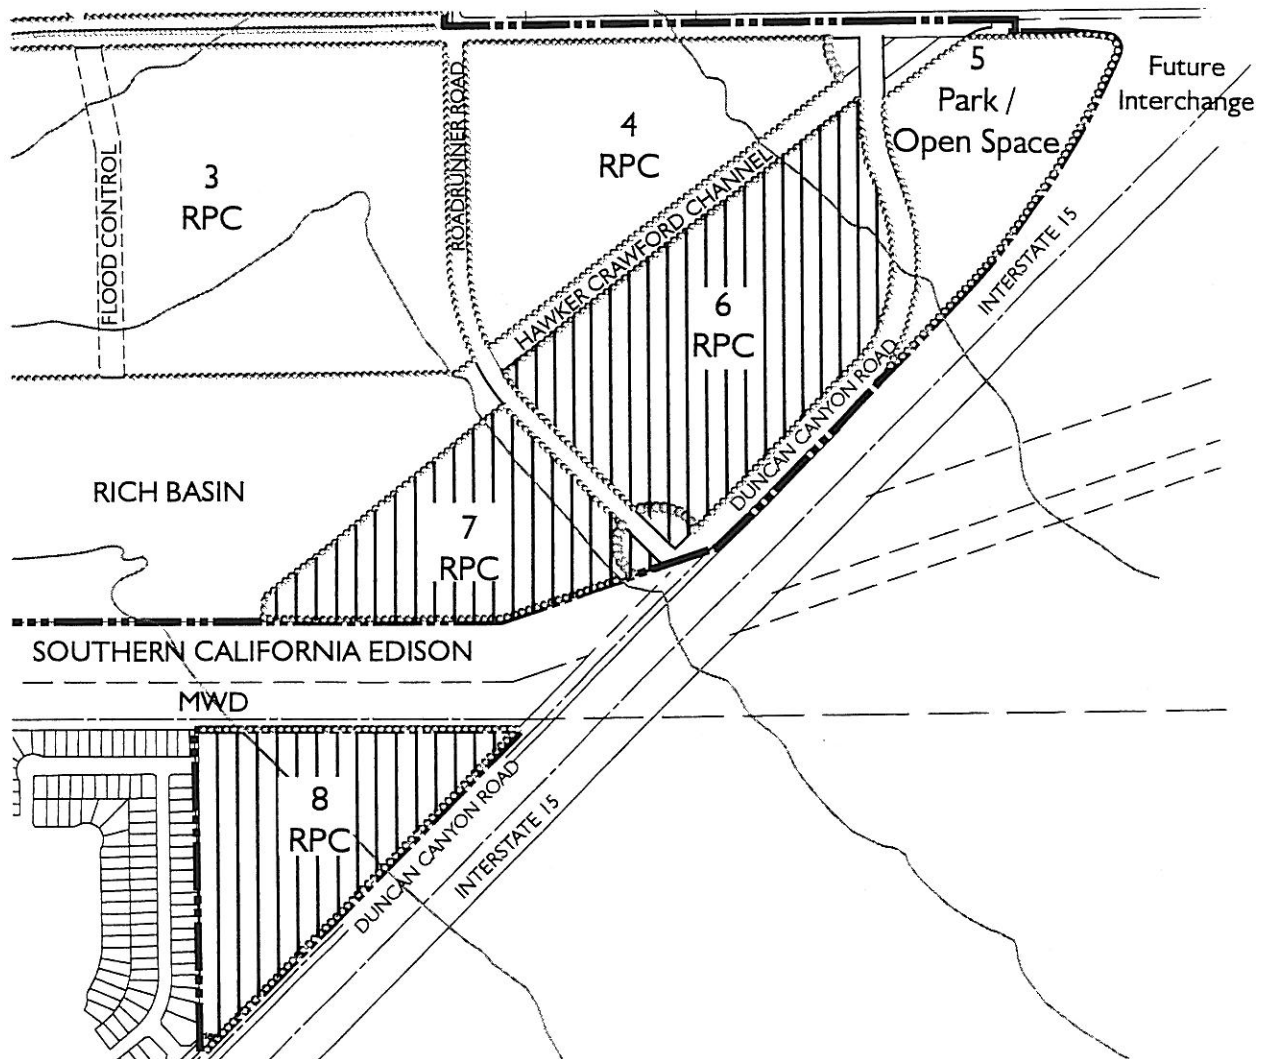 5
Park /
Open Space
Future
Interchange
4
RPC
3
RPC
FLOOD CONTROL
ROADRUNNER ROAD
HAWKER CRAWFORD CHANNEL
INTERSTATE 15
6
RPC
DUNCAN CANYON ROAD
RICH BASIN
7
RPC
SOUTHERN CALIFORNIA EDISON
MWD
8
RPC
DUNCAN CANYON ROAD
INTERSTATE 15